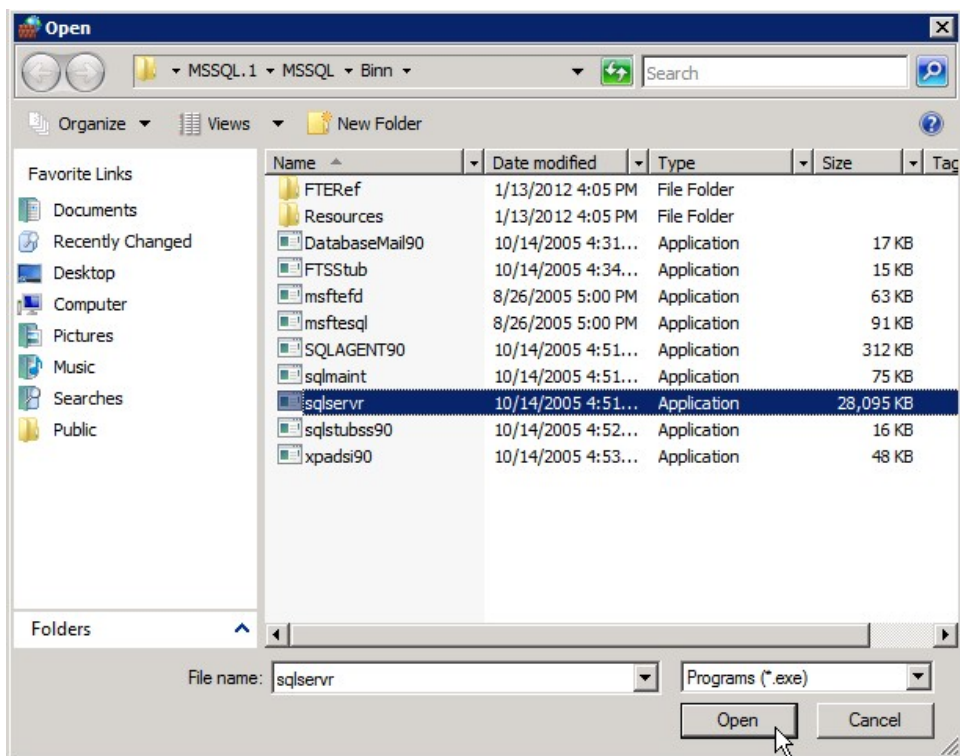 Open
MSSQL.1 MSSQL Binn Search
Organize Views New Folder
Favorite Links
Documents
Recently Changed
Desktop
Computer
Pictures
Music
Searches
Public
Folders
Name Date modified Type Size Tag
FTERef 1/13/2012 4:05 PM File Folder
Resources 1/13/2012 4:05 PM File Folder
DatabaseMail90 10/14/2005 4:31... Application 17 KB
FTSStub 10/14/2005 4:34... Application 15 KB
msftefd 8/26/2005 5:00 PM Application 63 KB
msftesql 8/26/2005 5:00 PM Application 91 KB
SQLAGENT90 10/14/2005 4:51... Application 312 KB
sqlmaint 10/14/2005 4:51... Application 75 KB
sqlservr 10/14/2005 4:51... Application 28,095 KB
sqlstubss90 10/14/2005 4:52... Application 16 KB
xpadsi90 10/14/2005 4:53... Application 48 KB
File name: sqlservr Programs (*.exe)
Open Cancel